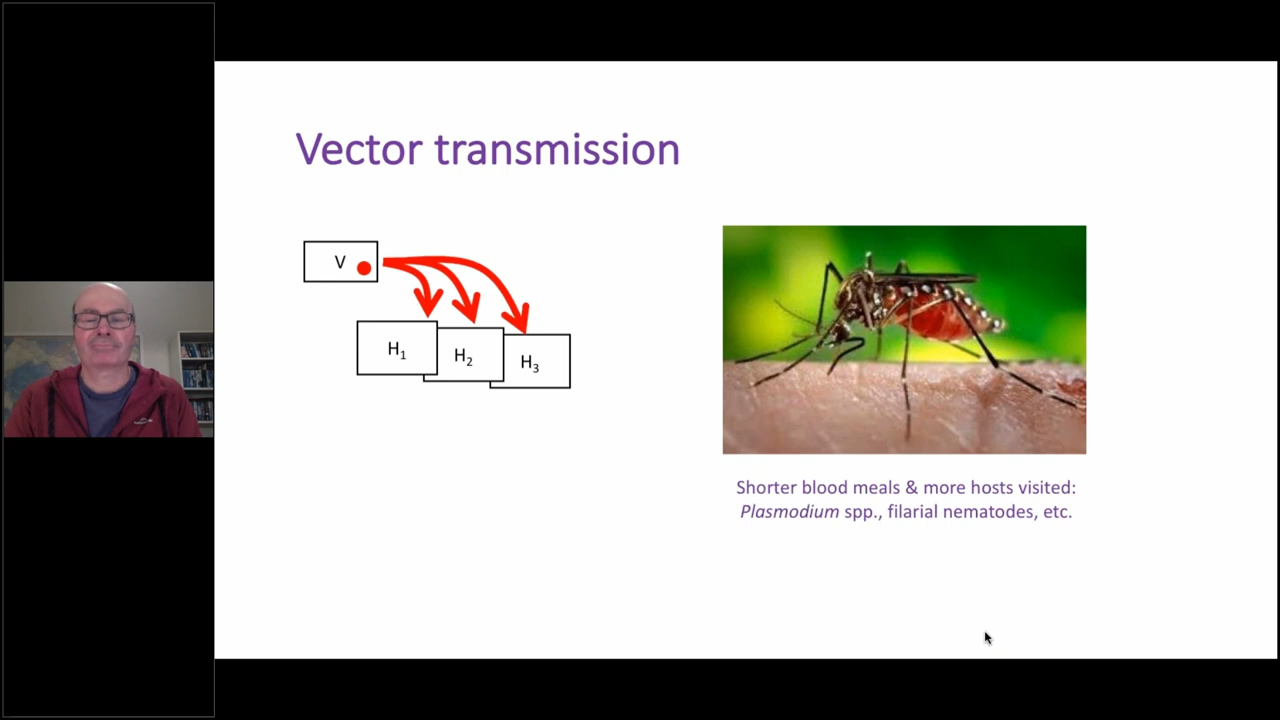 Vector transmission
V
H₁
H₂
H₃
Shorter blood meals & more hosts visited:
Plasmodium spp., filarial nematodes, etc.